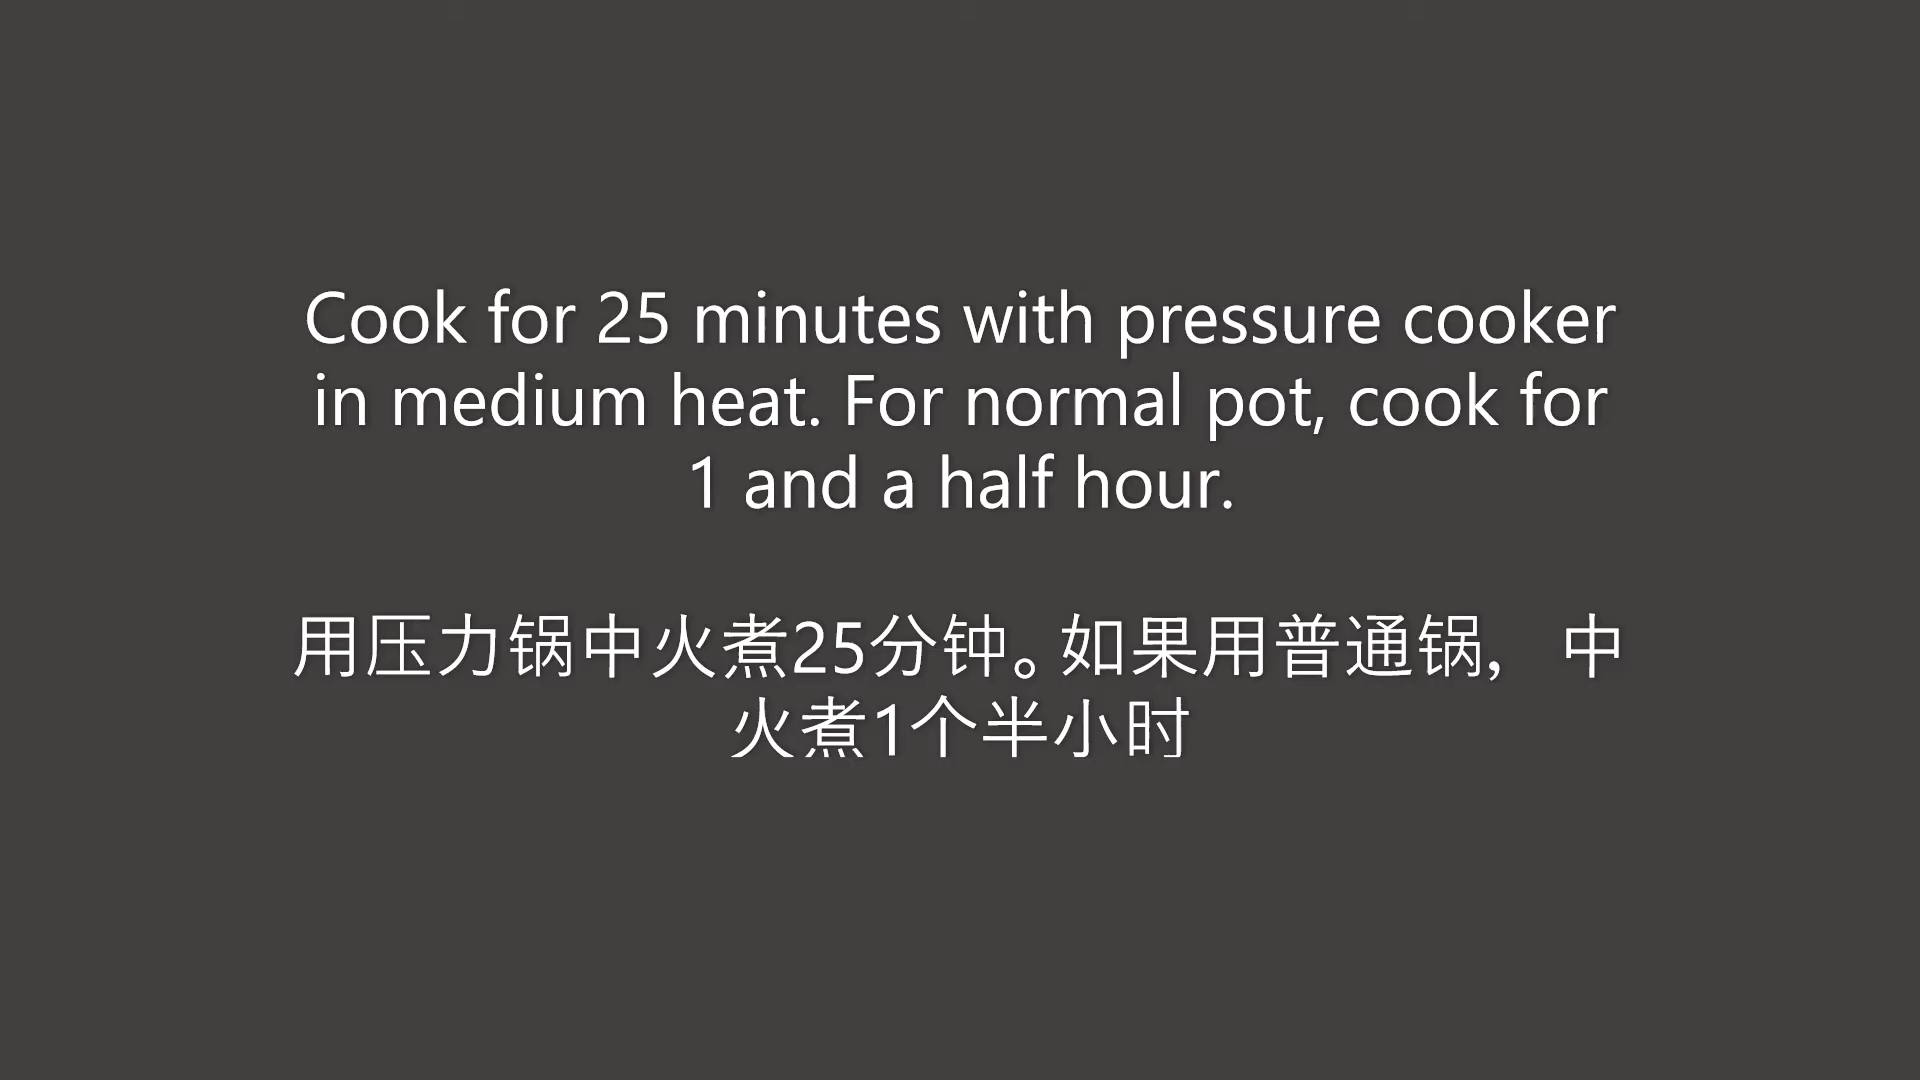 Cook for 25 minutes with pressure cooker
in medium heat. For normal pot, cook for
1 and a half hour.
用压力锅中火煮25分钟。如果用普通锅， 中
火煮1个半小时